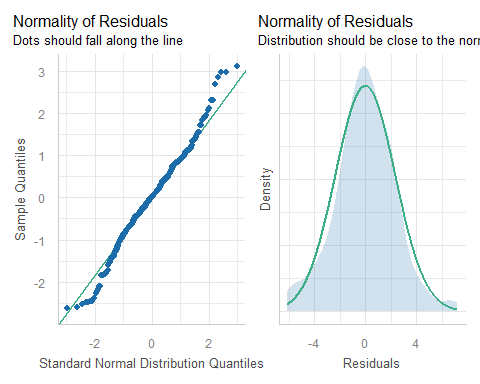 Normality of Residuals
Dots should fall along the line
3
2
1
0
-1
-2
Sample Quantiles
-2
0
2
Standard Normal Distribution Quantiles
Normality of Residuals
Distribution should be close to the
Density
-4
0
4
Residuals